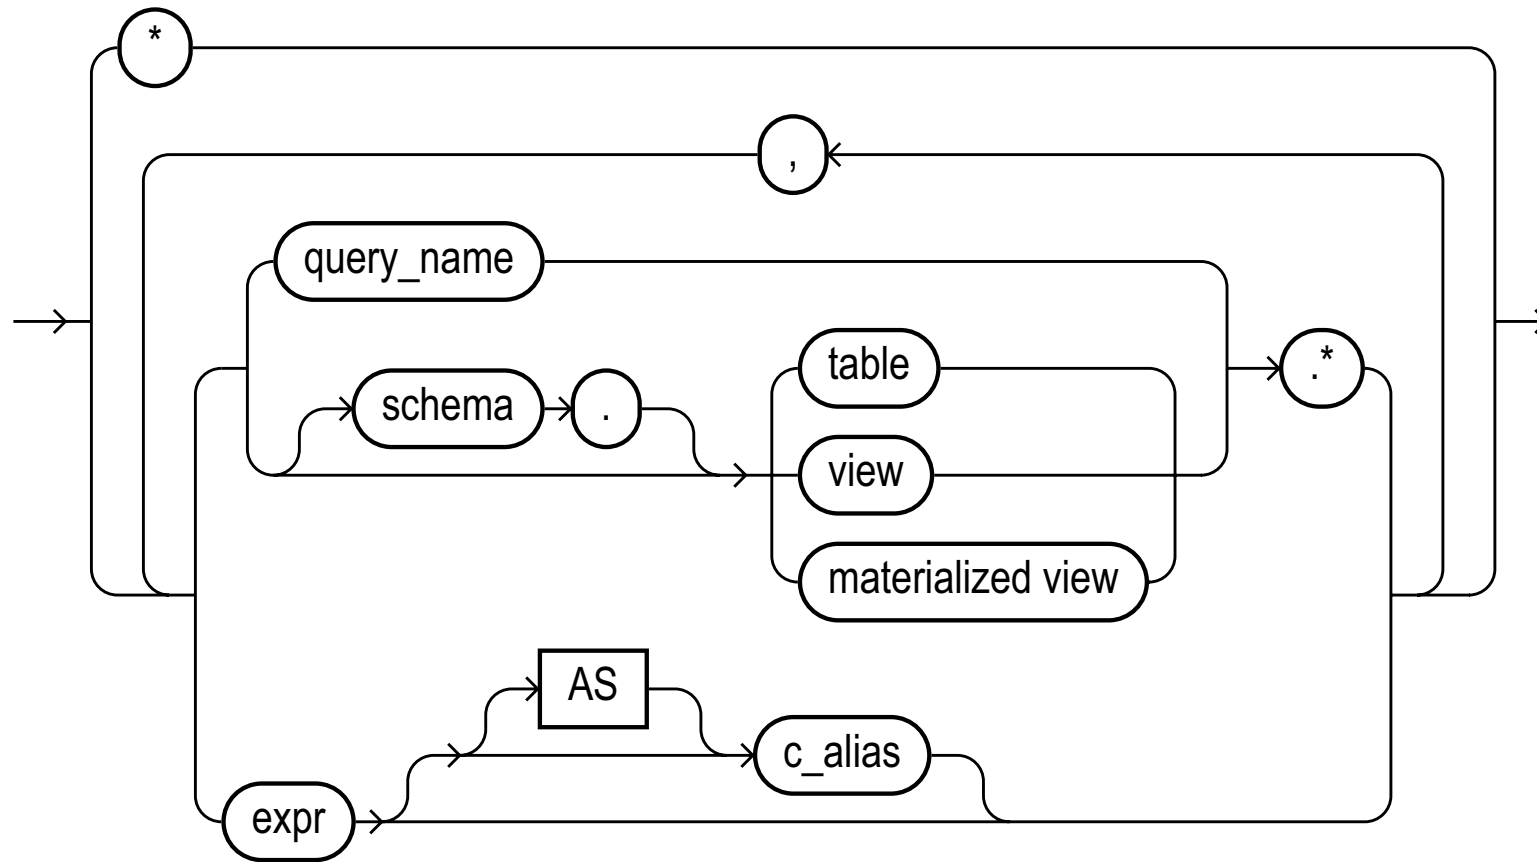 *
,
query_name
table
.*
schema
.
view
materialized view
AS
c_alias
expr